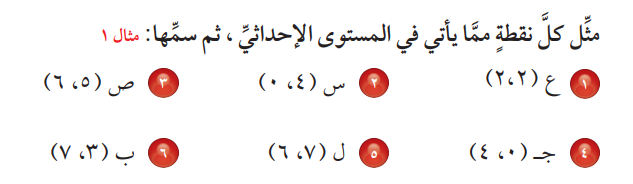 مثِّل كلَّ نقطةٍ ممَّا يأتي في المستوى الإحداثيِّ ، ثم سمِّها: مثال ١
١ ع (٢،٢) ٢ س (٤، ٠) ٣ ص (٥، ٦)
٤ جـ (٠، ٤) ٥ ل (٧، ٦) ٦ ب (٣، ٧)